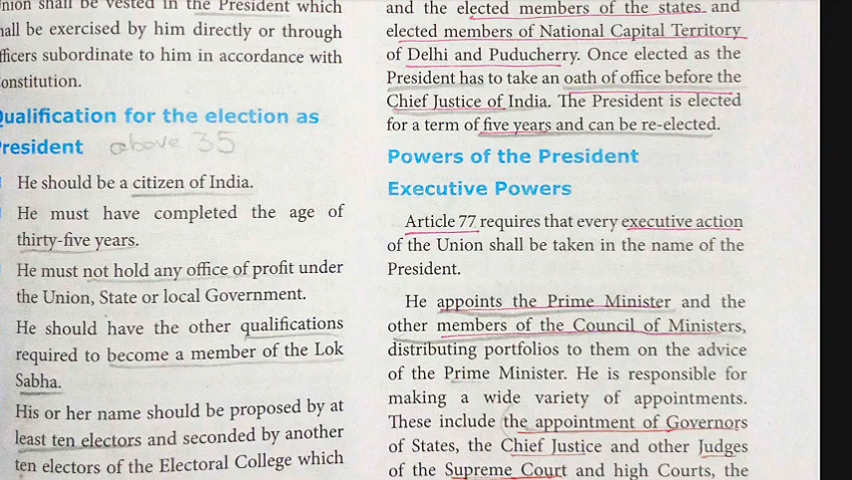 nion shall be vested in the President which
hall be exercised by him directly or through
fficers subordinate to him in accordance with
onstitution.
Qualification for the election as
resident above 35
He should be a citizen of India.
He must have completed the age of
thirty-five years.
He must not hold any office of profit under
the Union, State or local Government.
He should have the other qualifications
required to become a member of the Lok
Sabha.
His or her name should be proposed by at
least ten electors and seconded by another
ten electors of the Electoral College which
and the elected members of the states and
elected members of National Capital Territory
of Delhi and Puducherry. Once elected as the
President has to take an oath of office before the
Chief Justice of India. The President is elected
for a term of five years and can be re-elected.
Powers of the President
Executive Powers
Article 77 requires that every executive action
of the Union shall be taken in the name of the
President.
He appoints the Prime Minister and the
other members of the Council of Ministers,
distributing portfolios to them on the advice
of the Prime Minister. He is responsible for
making a wide variety of appointments.
These include the appointment of Governors
of States, the Chief Justice and other Judges
of the Supreme Court and high Courts, the